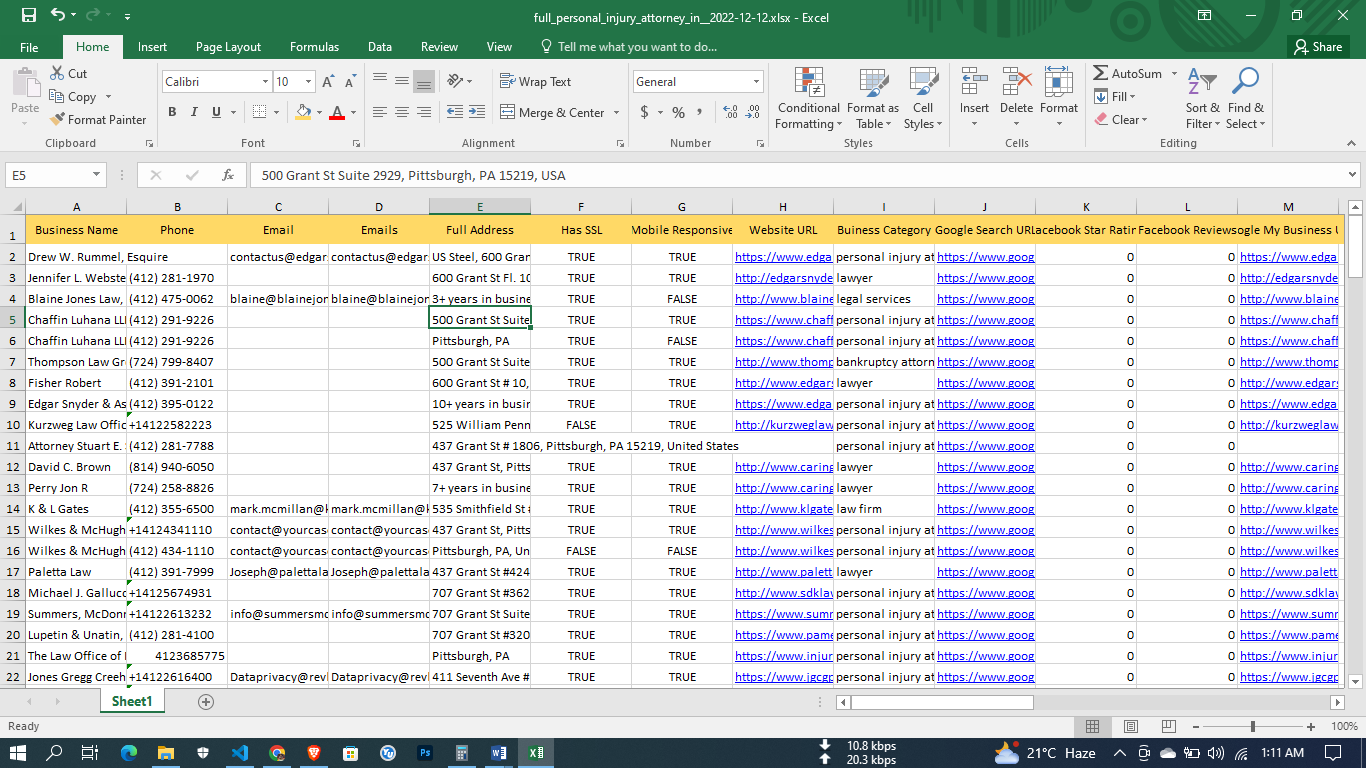 full_personal_injury_attorney_in__2022-12-12.xlsx - Excel
File Home Insert Page Layout Formulas Data Review View Tell me what you want to do... Share
Paste Cut Copy Format Painter Clipboard
Calibri 10 B I U Font
Wrap Text Merge & Center Alignment
General $ % Number
Conditional Formatting Format as Table Cell Styles Styles
Insert Delete Format Cells
AutoSum Fill Clear Sort & Filter Find & Select Editing
E5 fx 500 Grant St Suite 2929, Pittsburgh, PA 15219, USA
A B C D E F G H I J K L M
1 Business Name Phone Email Emails Full Address Has SSL Mobile Responsive Website URL Buiness Category Google Search URL acebook Star Ratin Facebook Reviews ogle My Business U
2 Drew W. Rummel, Esquire contactus@edgar contactus@edgar US Steel, 600 Gran TRUE TRUE https://www.edga personal injury at https://www.goog 0 0 https://www.edga
3 Jennifer L. Webste (412) 281-1970 600 Grant St Fl. 10 TRUE TRUE http://edgarsnyde lawyer https://www.goog 0 0 http://edgarsnyde
4 Blaine Jones Law, (412) 475-0062 blaine@blainejon blaine@blainejon 3+ years in busine TRUE FALSE http://www.blaine legal services https://www.goog 0 0 http://www.blaine
5 Chaffin Luhana LLI (412) 291-9226 500 Grant St Suite TRUE TRUE https://www.chaff personal injury at https://www.goog 0 0 https://www.chaff
6 Chaffin Luhana LLI (412) 291-9226 Pittsburgh, PA TRUE FALSE https://www.chaff personal injury at https://www.goog 0 0 https://www.chaff
7 Thompson Law Gr (724) 799-8407 500 Grant St Suite TRUE TRUE http://www.thomp bankruptcy attorn https://www.goog 0 0 http://www.thomp
8 Fisher Robert (412) 391-2101 600 Grant St # 10, TRUE TRUE http://www.edgars lawyer https://www.goog 0 0 http://www.edgars
9 Edgar Snyder & As (412) 395-0122 10+ years in busin TRUE TRUE https://www.edga personal injury at https://www.goog 0 0 https://www.edga
10 Kurzweg Law Offic +14122582223 525 William Penn FALSE TRUE http://kurzweglaw personal injury at https://www.goog 0 0 http://kurzweglaw
11 Attorney Stuart E. (412) 281-7788 437 Grant St # 1806, Pittsburgh, PA 15219, United States personal injury at https://www.goog 0 0
12 David C. Brown (814) 940-6050 437 Grant St, Pitts TRUE TRUE http://www.caring lawyer https://www.goog 0 0 http://www.caring
13 Perry Jon R (724) 258-8826 7+ years in busine TRUE TRUE http://www.caring lawyer https://www.goog 0 0 http://www.caring
14 K & L Gates (412) 355-6500 mark.mcmillan@k mark.mcmillan@k 535 Smithfield St # TRUE TRUE http://www.klgate law firm https://www.goog 0 0 http://www.klgate
15 Wilkes & McHugh +14124341110 contact@yourcas contact@yourcas 437 Grant St, Pitts TRUE TRUE http://www.wilkes personal injury at https://www.goog 0 0 http://www.wilkes
16 Wilkes & McHugh (412) 434-1110 contact@yourcas contact@yourcas Pittsburgh, PA, Un FALSE FALSE http://www.wilkes personal injury at https://www.goog 0 0 http://www.wilkes
17 Paletta Law (412) 391-7999 Joseph@palettala Joseph@palettala 437 Grant St #424 TRUE TRUE http://www.palett lawyer https://www.goog 0 0 http://www.palett
18 Michael J. Galluco +14125674931 707 Grant St #362 TRUE TRUE http://www.sdklav personal injury at https://www.goog 0 0 http://www.sdklav
19 Summers, McDonn +14122613232 info@summersmc info@summersmc 707 Grant St Suite TRUE TRUE https://www.sumr personal injury at https://www.goog 0 0 https://www.sumr
20 Lupetin & Unatin, (412) 281-4100 707 Grant St #320 TRUE TRUE https://www.pame personal injury at https://www.goog 0 0 https://www.pame
21 The Law Office of 4123685775 Pittsburgh, PA TRUE TRUE https://www.injur personal injury at https://www.goog 0 0 https://www.injur
22 Jones Gregg Creeh +14122616400 Dataprivacy@revl Dataprivacy@revl 411 Seventh Ave # TRUE TRUE https://www.jgcgp personal injury at https://www.goog 0 0 https://www.jgcgp
Sheet1
Ready 100%
10.8 kbps
20.3 kbps
21°C Haze 1:11 AM